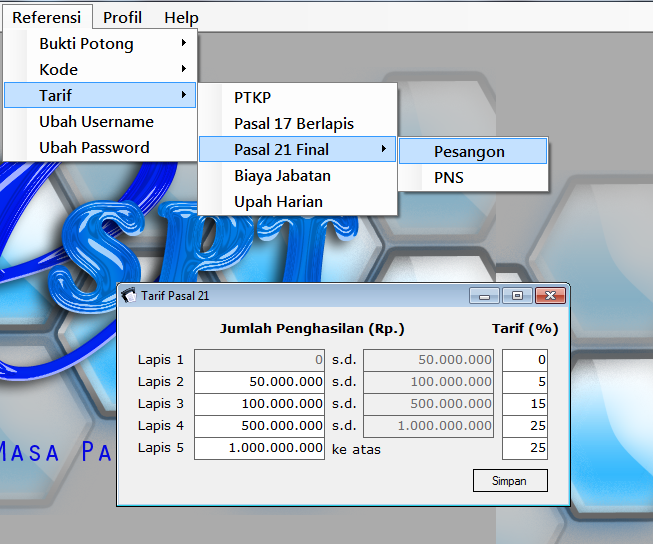 Referensi Profil Help
Bukti Potong
Kode
Tarif
Ubah Username
Ubah Password
PTKP
Pasal 17 Berlapis
Pasal 21 Final
Biaya Jabatan
Upah Harian
Pesangon
PNS
SPT
Masa Pa
Tarif Pasal 21
Jumlah Penghasilan (Rp.) Tarif (%)
Lapis 1 0 s.d. 50.000.000 0
Lapis 2 50.000.000 s.d. 100.000.000 5
Lapis 3 100.000.000 s.d. 500.000.000 15
Lapis 4 500.000.000 s.d. 1.000.000.000 25
Lapis 5 1.000.000.000 ke atas 25
Simpan